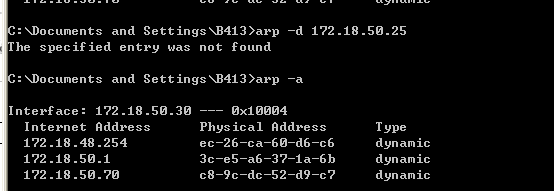 C:\Documents and Settings\B413>arp -d 172.18.50.25
The specified entry was not found
C:\Documents and Settings\B413>arp -a
Interface: 172.18.50.30 --- 0x10004
Internet Address Physical Address Type
172.18.48.254 ec-26-ca-60-d6-c6 dynamic
172.18.50.1 3c-e5-a6-37-1a-6b dynamic
172.18.50.70 c8-9c-dc-52-d9-c7 dynamic